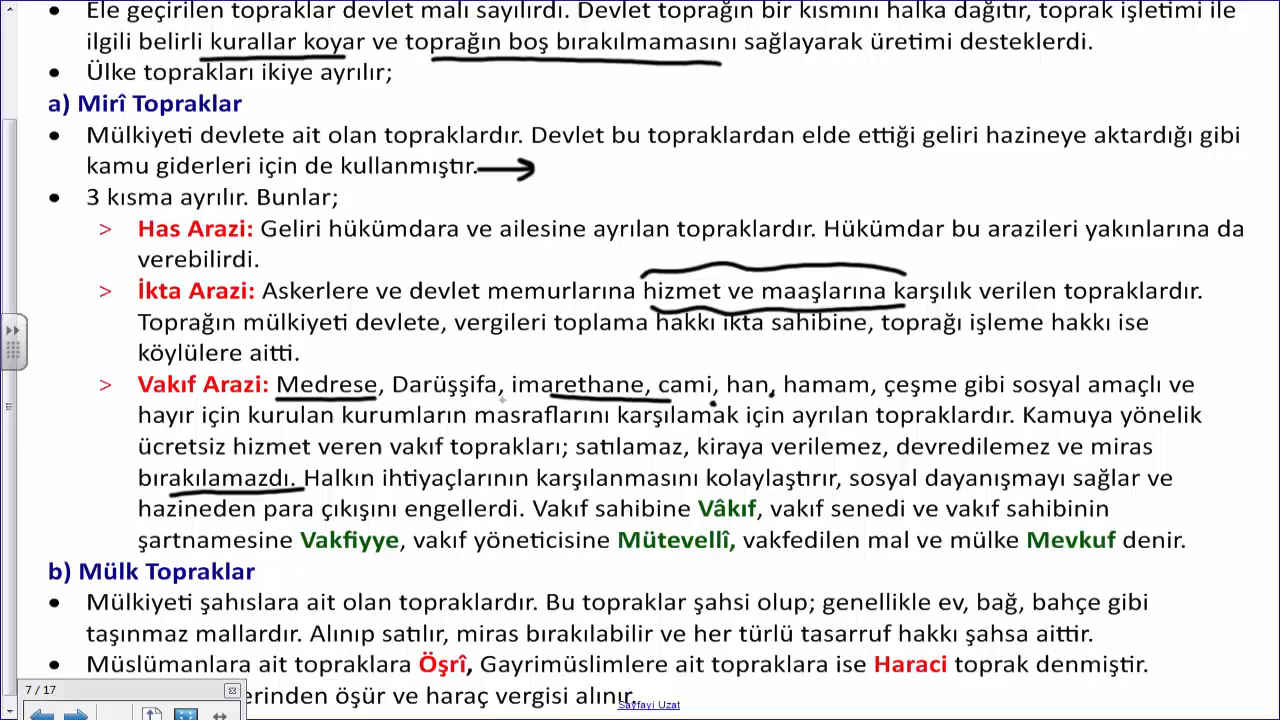 • Ele geçirilen topraklar devlet malı sayılırdı. Devlet toprağın bir kısmını halka dağıtır, toprak işletimi ile
ilgili belirli kurallar koyar ve toprağın boş bırakılmamasını sağlayarak üretimi desteklerdi.
• Ülke toprakları ikiye ayrılır;
a) Mirî Topraklar
• Mülkiyeti devlete ait olan topraklardır. Devlet bu topraklardan elde ettiği geliri hazineye aktardığı gibi
kamu giderleri için de kullanmıştır.
• 3 kısma ayrılır. Bunlar;
> Has Arazi: Geliri hükümdara ve ailesine ayrılan topraklardır. Hükümdar bu arazileri yakınlarına da
verebilirdi.
> İkta Arazi: Askerlere ve devlet memurlarına hizmet ve maaşlarına karşılık verilen topraklardır.
Toprağın mülkiyeti devlete, vergileri toplama hakkı ikta sahibine, toprağı işleme hakkı ise
köylülere aitti.
> Vakıf Arazi: Medrese, Darüşşifa, imarethane, cami, han, hamam, çeşme gibi sosyal amaçlı ve
hayır için kurulan kurumların masraflarını karşılamak için ayrılan topraklardır. Kamuya yönelik
ücretsiz hizmet veren vakıf toprakları; satılamaz, kiraya verilemez, devredilemez ve miras
bırakılamazdı. Halkın ihtiyaçlarının karşılanmasını kolaylaştırır, sosyal dayanışmayı sağlar ve
hazineden para çıkışını engellerdi. Vakıf sahibine Vâkıf, vakıf senedi ve vakıf sahibinin
şartnamesine Vakfiyye, vakıf yöneticisine Mütevellî, vakfedilen mal ve mülke Mevkuf denir.
b) Mülk Topraklar
• Mülkiyeti şahıslara ait olan topraklardır. Bu topraklar şahsi olup; genellikle ev, bağ, bahçe gibi
taşınmaz mallardır. Alınıp satılır, miras bırakılabilir ve her türlü tasarruf hakkı şahsa aittir.
• Müslümanlara ait topraklara Öşrî, Gayrimüslimlere ait topraklara ise Haraci toprak denmiştir.
öşür ve haraç vergisi alınır.
7 / 17
Sayfayi Uzat